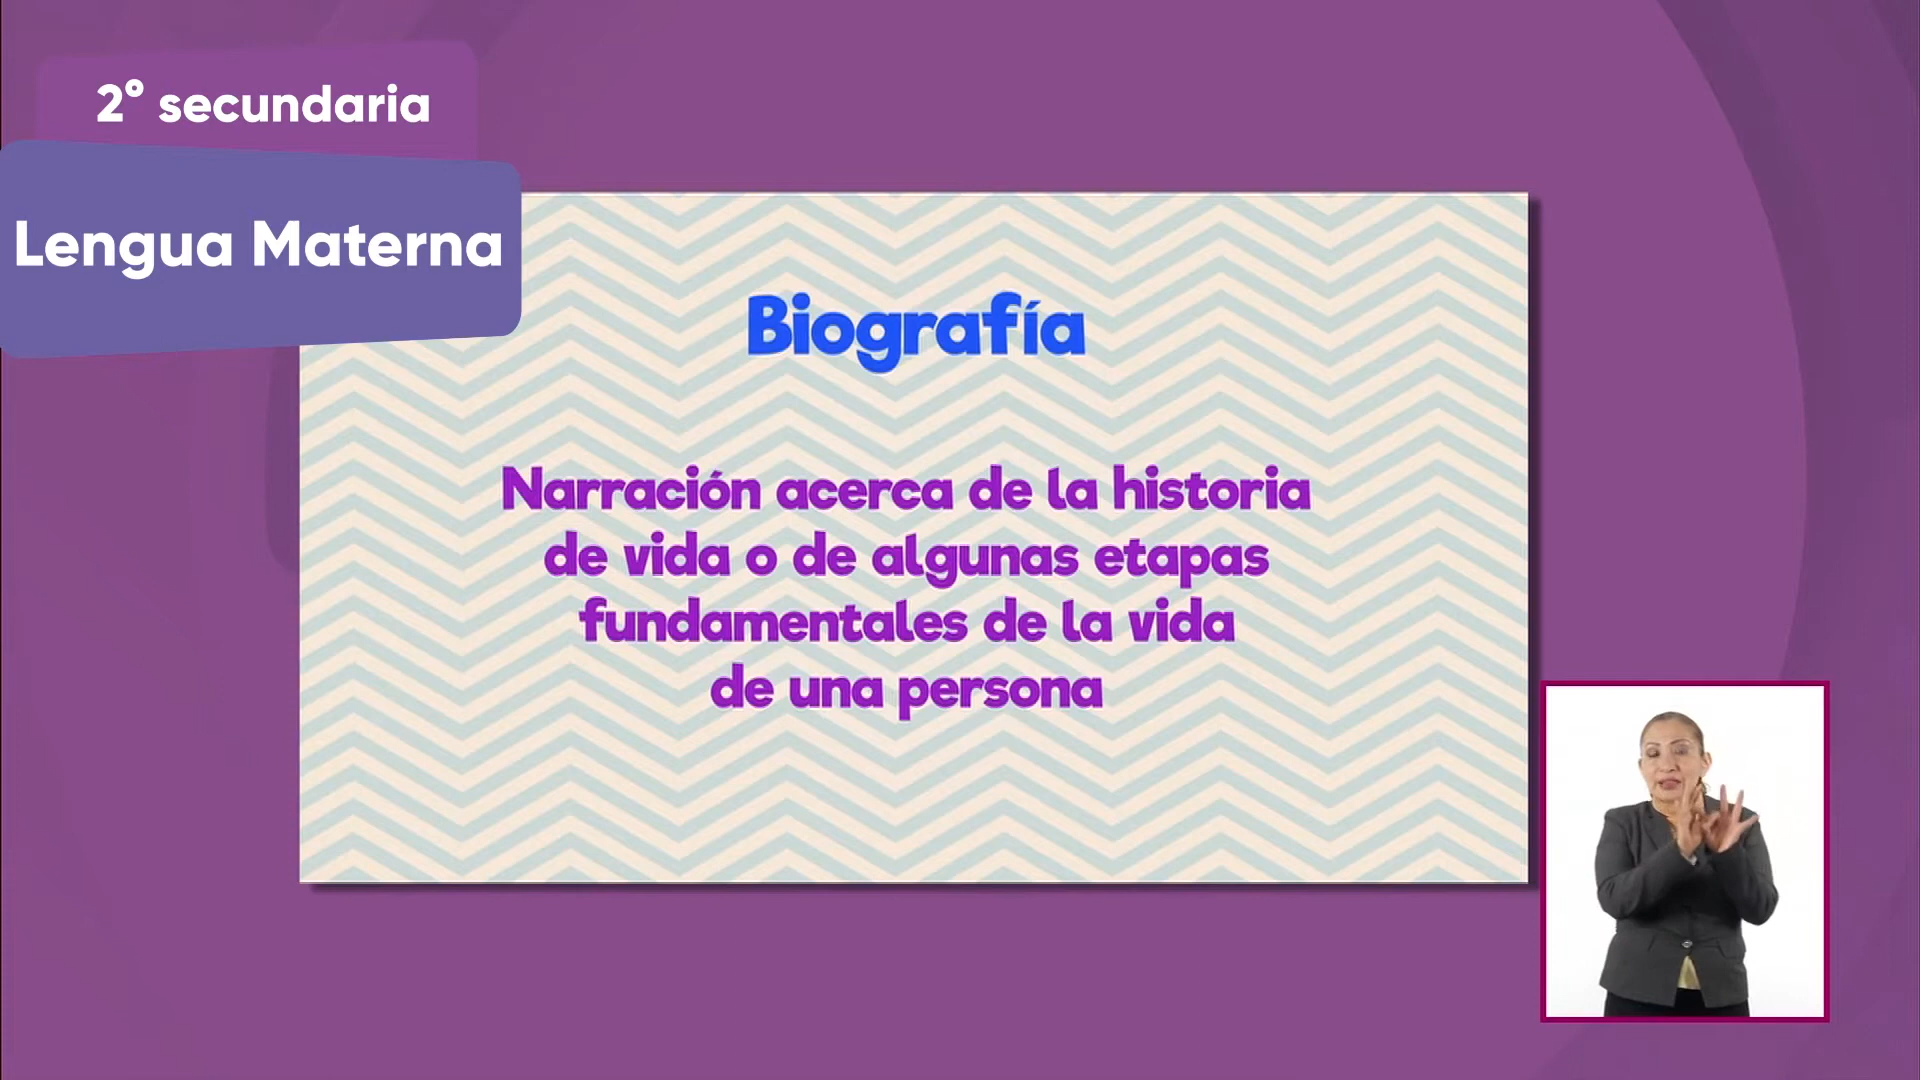 2° secundaria
Lengua Materna
Biografía
Narración acerca de la historia
de vida o de algunas etapas
fundamentales de la vida
de una persona